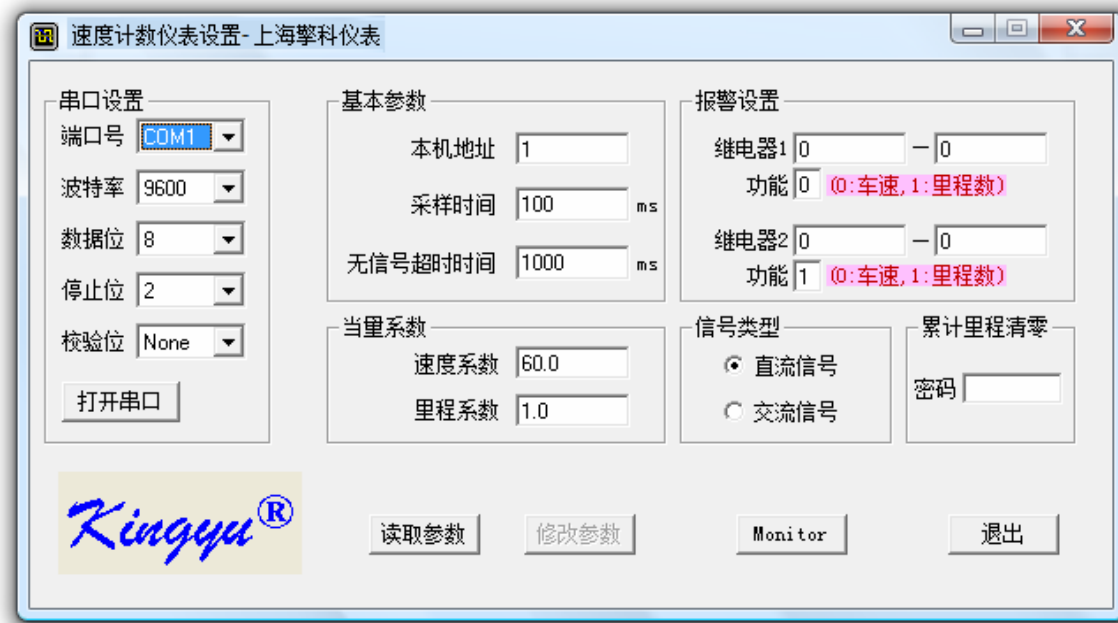 速度计数仪表设置-上海擎科仪表
串口设置
端口号 COM1
波特率 9600
数据位 8
停止位 2
校验位 None
打开串口
基本参数
本机地址 1
采样时间 100 ms
无信号超时时间 1000 ms
报警设置
继电器1 0 — 0
功能 0 (0:车速,1:里程数)
继电器2 0 — 0
功能 1 (0:车速,1:里程数)
当量系数
速度系数 60.0
里程系数 1.0
信号类型
直流信号
交流信号
累计里程清零
密码
Kingyu®
读取参数 修改参数 Monitor 退出